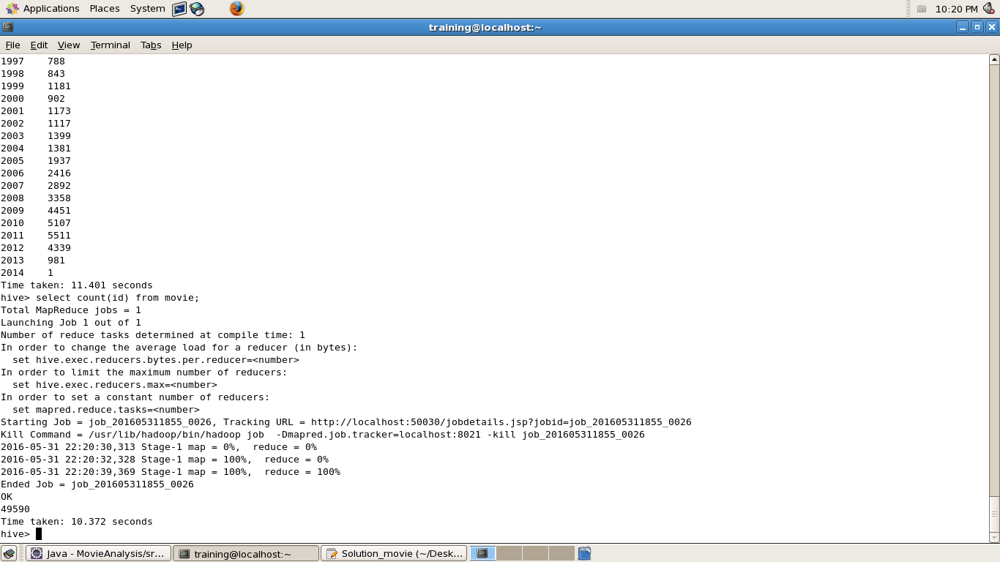 Applications Places System 10:20 PM
training@localhost:~
File Edit View Terminal Tabs Help
1997 788
1998 843
1999 1181
2000 902
2001 1173
2002 1117
2003 1399
2004 1381
2005 1937
2006 2416
2007 2892
2008 3358
2009 4451
2010 5107
2011 5511
2012 4339
2013 981
2014 1
Time taken: 11.401 seconds
hive> select count(id) from movie;
Total MapReduce jobs = 1
Launching Job 1 out of 1
Number of reduce tasks determined at compile time: 1
In order to change the average load for a reducer (in bytes):
  set hive.exec.reducers.bytes.per.reducer=<number>
In order to limit the maximum number of reducers:
  set hive.exec.reducers.max=<number>
In order to set a constant number of reducers:
  set mapred.reduce.tasks=<number>
Starting Job = job_201605311855_0026, Tracking URL = http://localhost:50030/jobdetails.jsp?jobid=job_201605311855_0026
Kill Command = /usr/lib/hadoop/bin/hadoop job  -Dmapred.job.tracker=localhost:8021 -kill job_201605311855_0026
2016-05-31 22:20:30,313 Stage-1 map = 0%,  reduce = 0%
2016-05-31 22:20:32,328 Stage-1 map = 100%,  reduce = 0%
2016-05-31 22:20:39,369 Stage-1 map = 100%,  reduce = 100%
Ended Job = job_201605311855_0026
OK
49590
Time taken: 10.372 seconds
hive>
Java - MovieAnalysis/sr... training@localhost:~ Solution_movie (~/Desk...